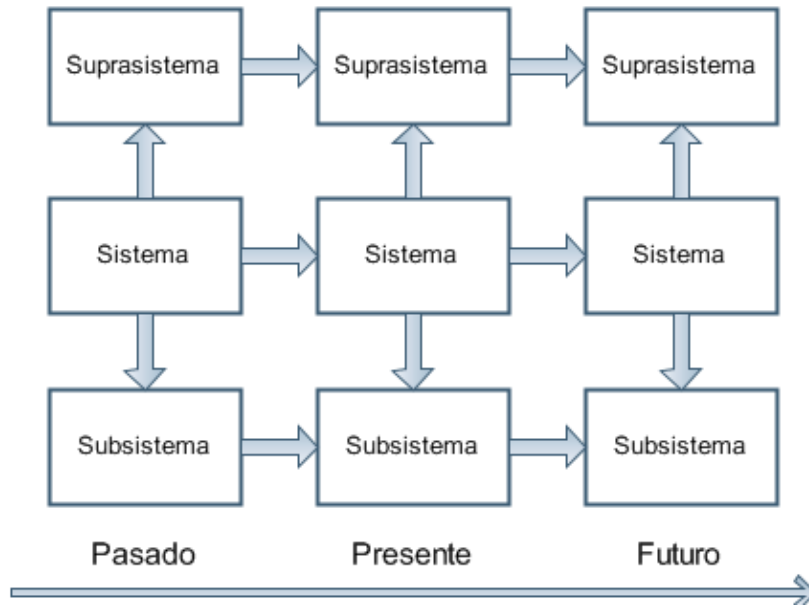 Suprasistema
Suprasistema
Suprasistema
Sistema
Sistema
Sistema
Subsistema
Subsistema
Subsistema
Pasado
Presente
Futuro